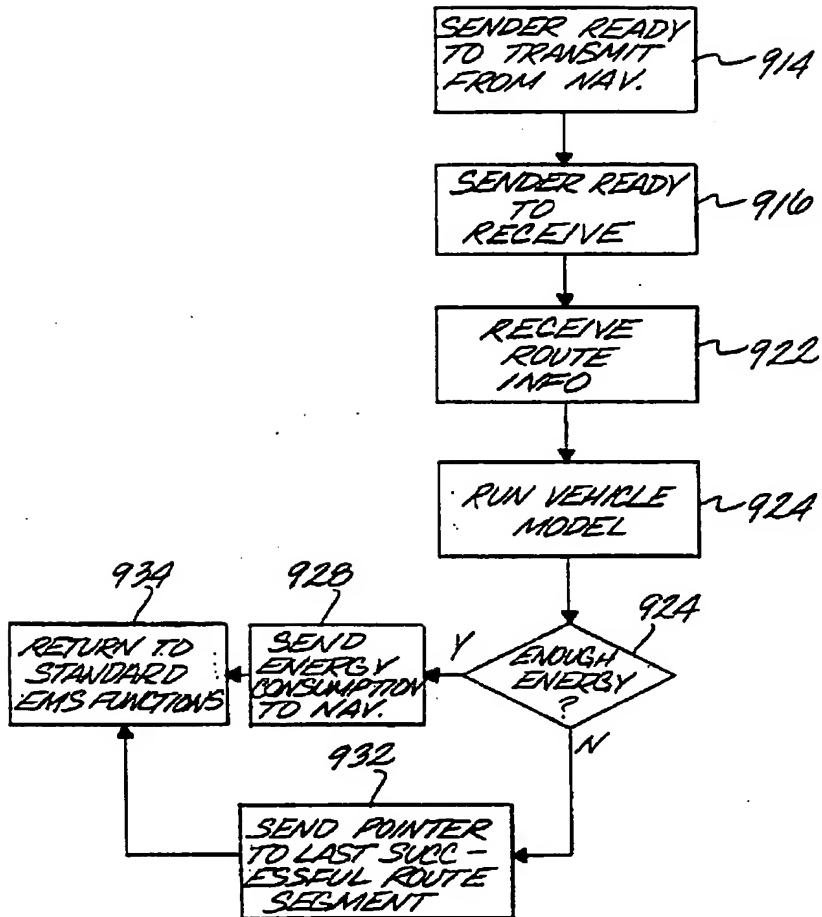 SENDER READY
TO TRANSMIT
FROM NAV.
914
SENDER READY
TO
RECEIVE
916
RECEIVE
ROUTE
INFO
922
RUN VEHICLE
MODEL
924
934
928
924
RETURN TO
STANDARD
EMS FUNCTIONS
SEND
ENERGY
CONSUMPTION
TO NAV.
Y
ENOUGH
ENERGY
?
N
932
SEND POINTER
TO LAST SUCC-
ESSFUL ROUTE
SEGMENT